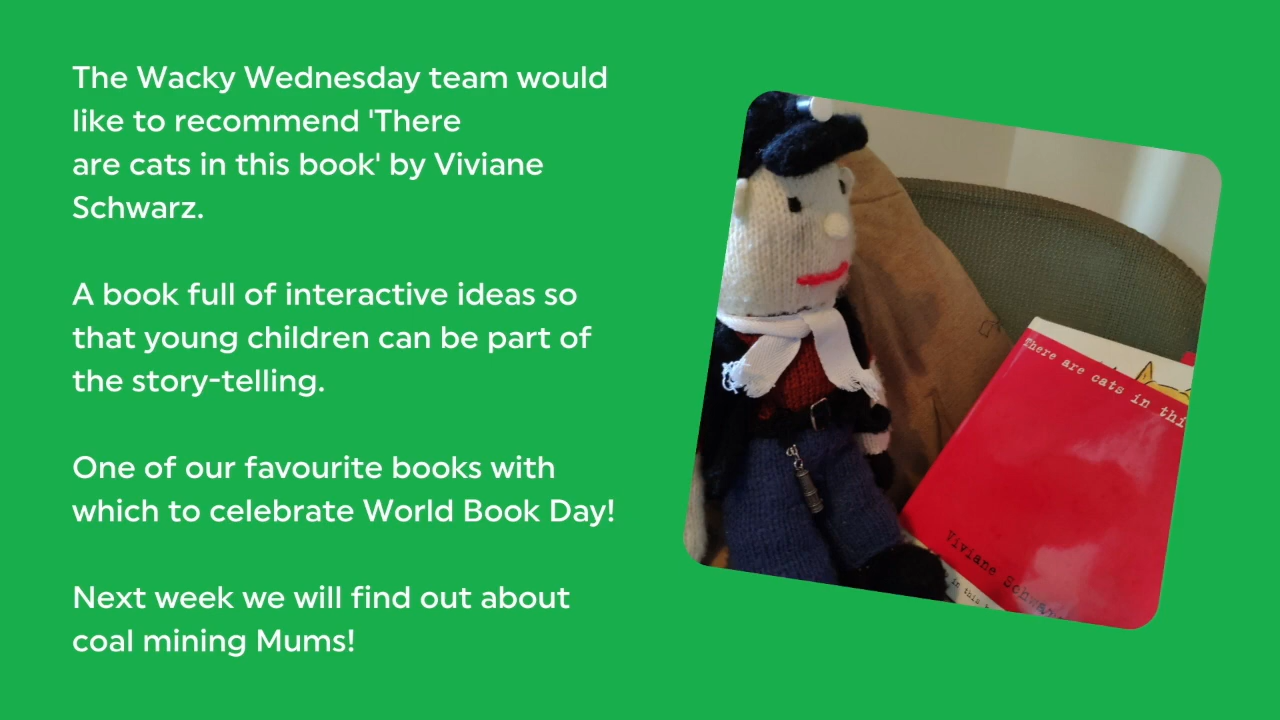 The Wacky Wednesday team would
like to recommend 'There
are cats in this book' by Viviane
Schwarz.
A book full of interactive ideas so
that young children can be part of
the story-telling.
One of our favourite books with
which to celebrate World Book Day!
Next week we will find out about
coal mining Mums!
There are cats in thi
Viviane Schwarz
in this